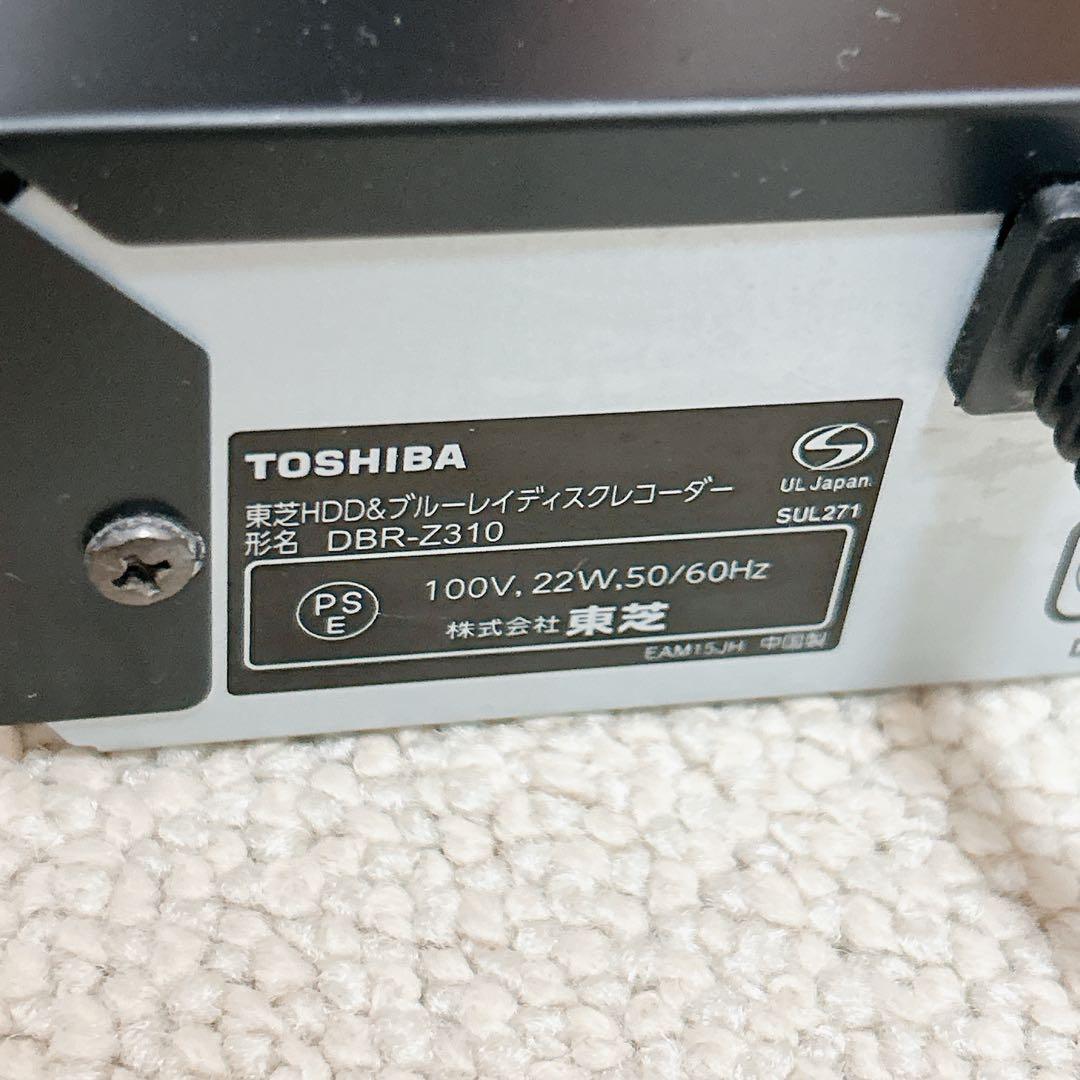 TOSHIBA
東芝HDD&ブルーレイディスクレコーダー
形名 DBR-Z310
UL Japan
SUL271
PS
E
100V, 22W, 50/60Hz
株式会社 東芝
EAM15JH 中国製